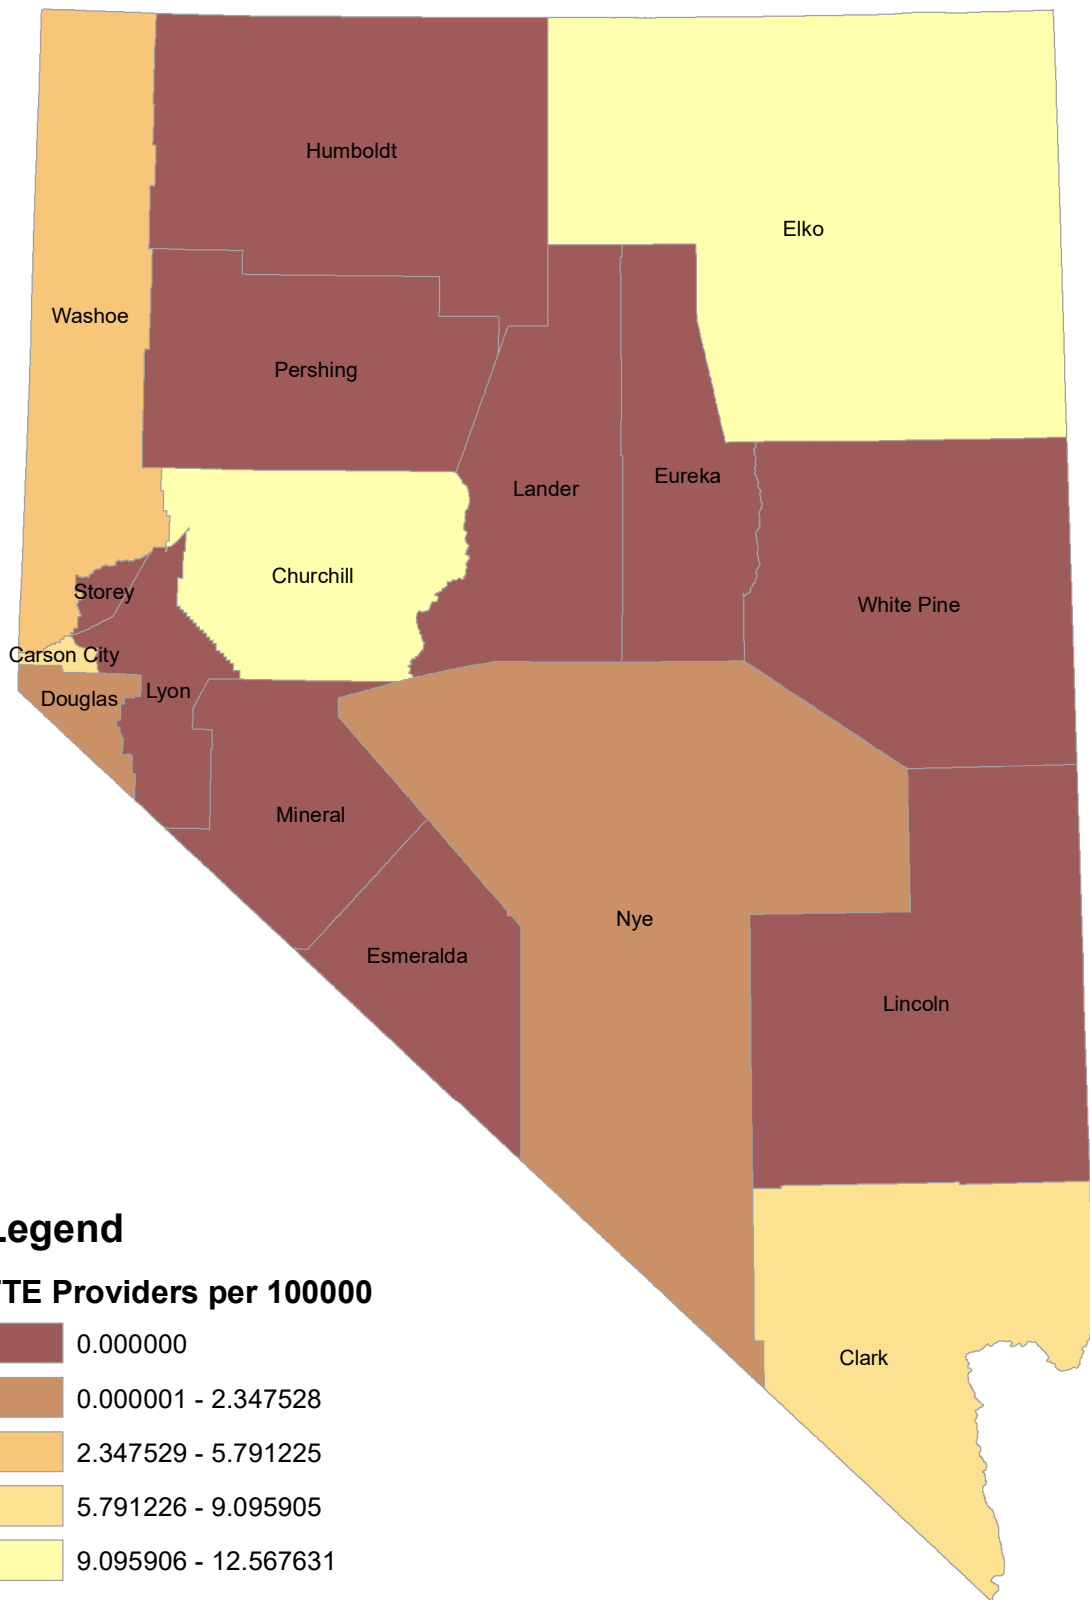 Humboldt
Elko
Washoe
Pershing
Eureka
Lander
Churchill
Storey
White Pine
Carson City
Lyon
Douglas
Mineral
Nye
Esmeralda
Lincoln
Legend
FTE Providers per 100000
0.000000
Clark
0.000001 - 2.347528
2.347529 - 5.791225
5.791226 - 9.095905
9.095906 - 12.567631